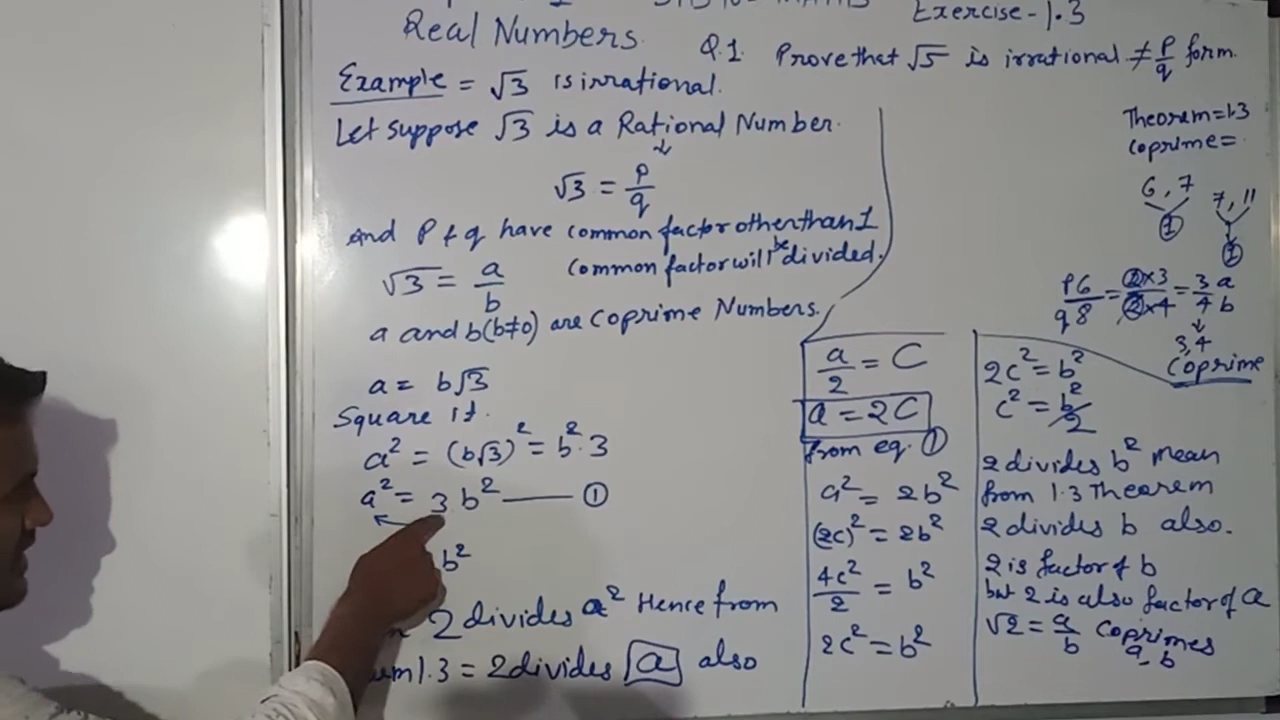 Exercise-1.3
Real Numbers.
Q.1. Prove that √5 is irrational ≠ p/q form.
Example = √3 is irrational.
Let suppose √3 is a Rational Number.
√3 = p/q
And P & q have common factor other than 1
√3 = a/b common factor will be divided.
a and b(b≠0) are coprime Numbers.
a = b√3
Square it.
a² = (b√3)² = b²·3
a² = 3b² —— ①
b²
2 divides a² Hence from
1.3 = 2 divides a also
Theorem = 1.3
Coprime =
6, 7
①
7, 11
①
P6/q8 = 2×3/2×4 = 3/4 a/b
3, 4
Coprime
a/2 = C
a = 2C
from eq. ①
a² = 2b²
(2c)² = 2b²
4c²/2 = b²
2c² = b²
2c² = b²
c² = b²/2
2 divides b² mean
from 1.3 Theorem
2 divides b also.
2 is factor of b
but 2 is also factor of a
√2 = a/b Coprimes
a, b